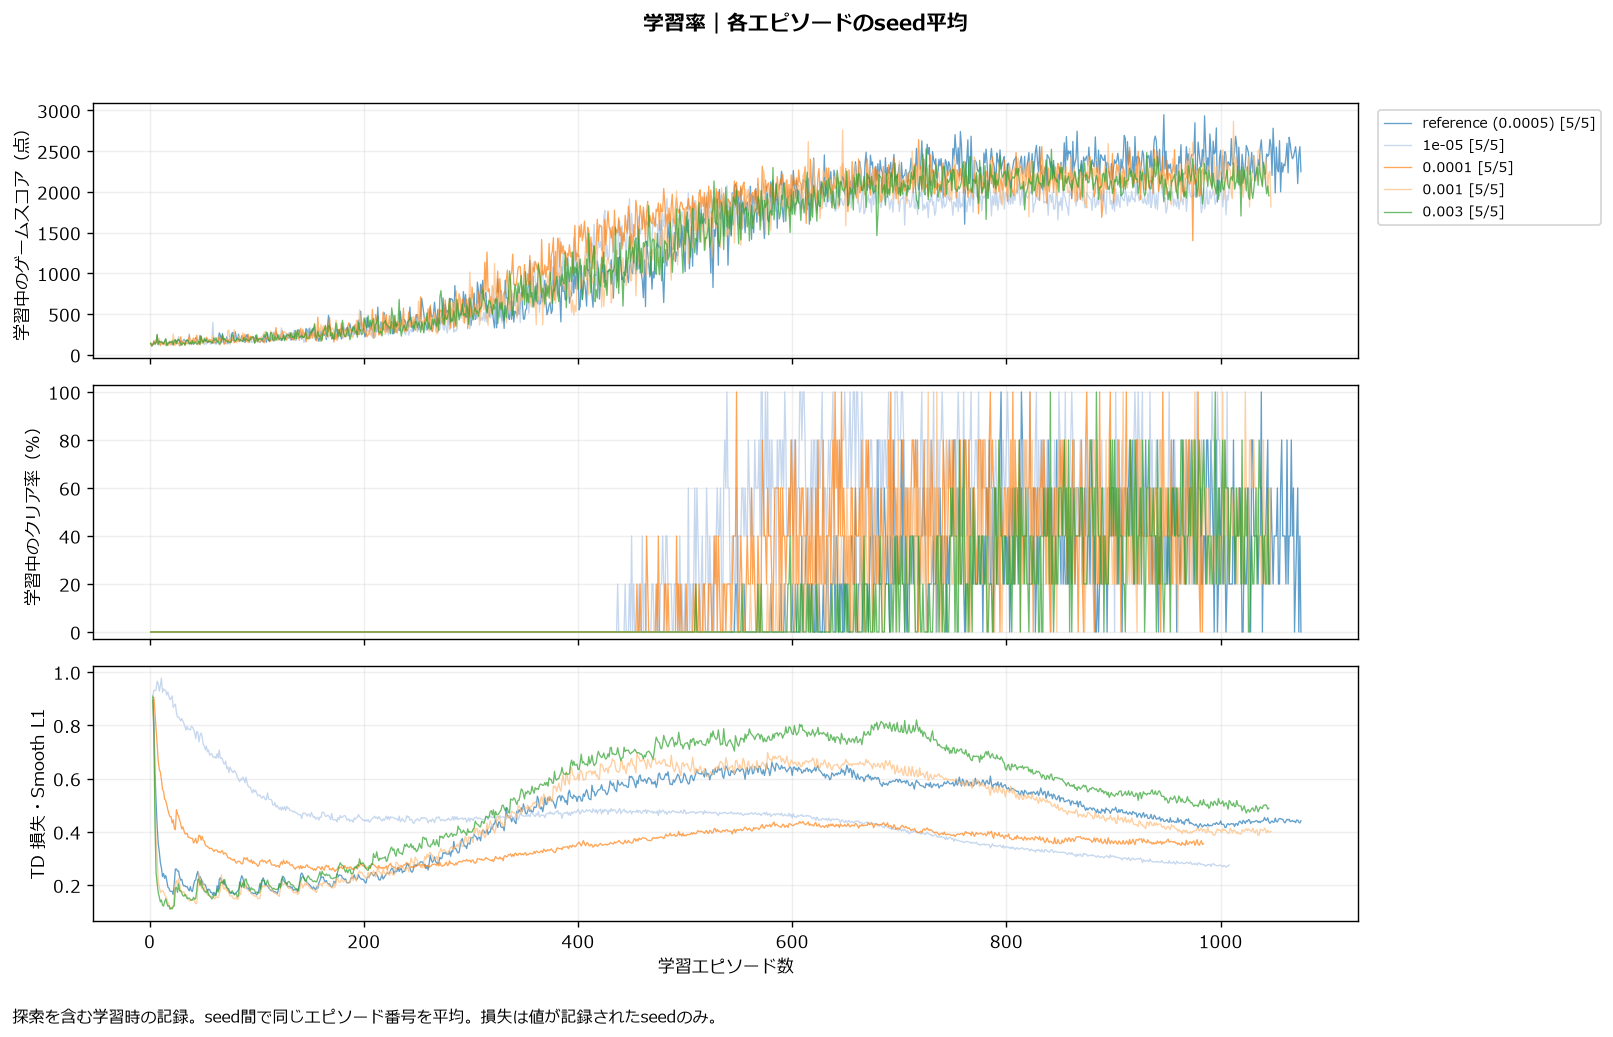 学習率｜各エピソードのseed平均
学習中のゲームスコア（点）
3000
2500
2000
1500
1000
500
0
reference (0.0005) [5/5]
1e-05 [5/5]
0.0001 [5/5]
0.001 [5/5]
0.003 [5/5]
学習中のクリア率（%）
100
80
60
40
20
0
TD 損失・Smooth L1
1.0
0.8
0.6
0.4
0.2
0 200 400 600 800 1000
学習エピソード数
探索を含む学習時の記録。seed間で同じエピソード番号を平均。損失は値が記録されたseedのみ。